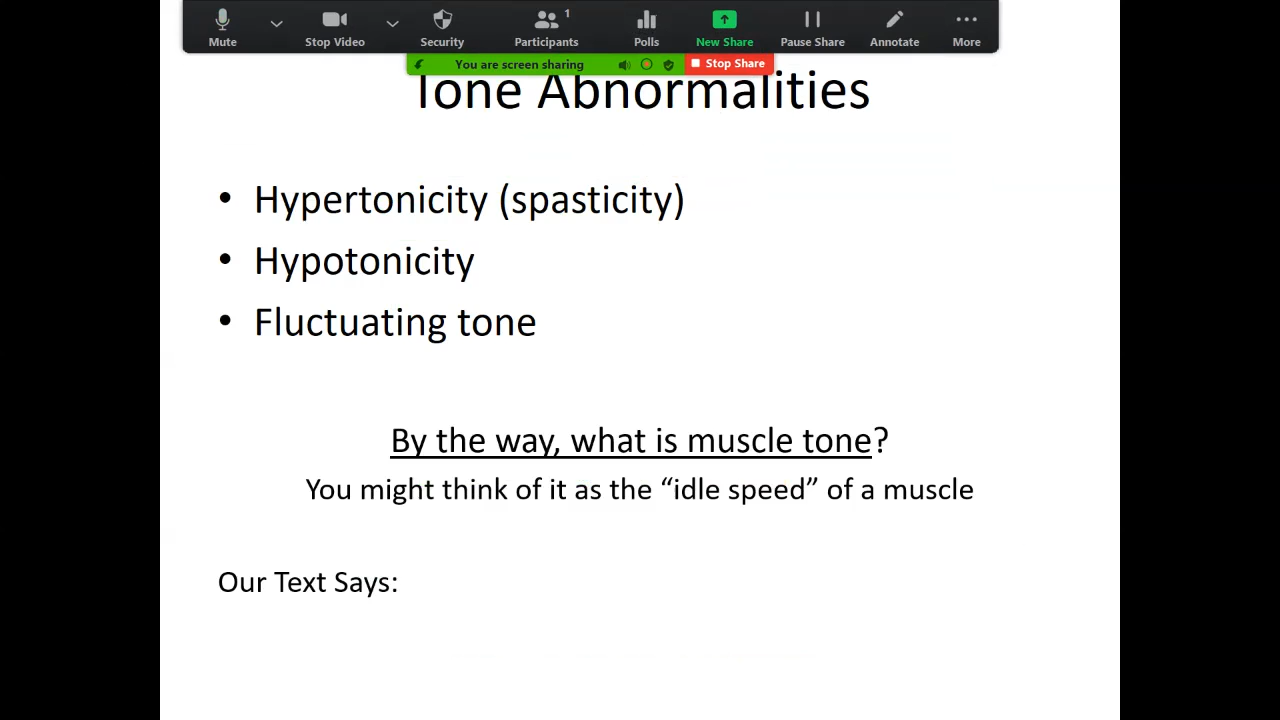 1
Mute
Stop Video
Security
Participants
Polls
New Share
Pause Share
Annotate
More
You are screen sharing
Stop Share
Tone Abnormalities
• Hypertonicity (spasticity)
• Hypotonicity
• Fluctuating tone
By the way, what is muscle tone?
You might think of it as the “idle speed” of a muscle
Our Text Says: